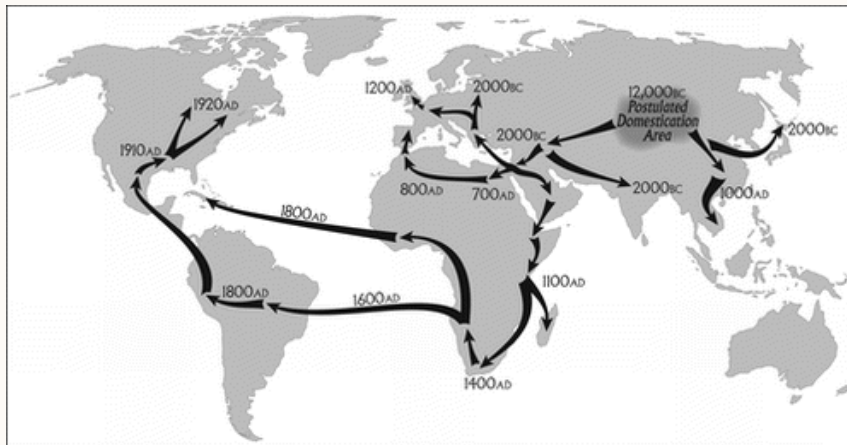 1920AD
1200AD
2000BC
12,000BC
Postulated
Domestication
Area
2000BC
2000BC
1910AD
800AD
700AD
2000BC
1000AD
1800AD
1100AD
1800AD
1600AD
1400AD